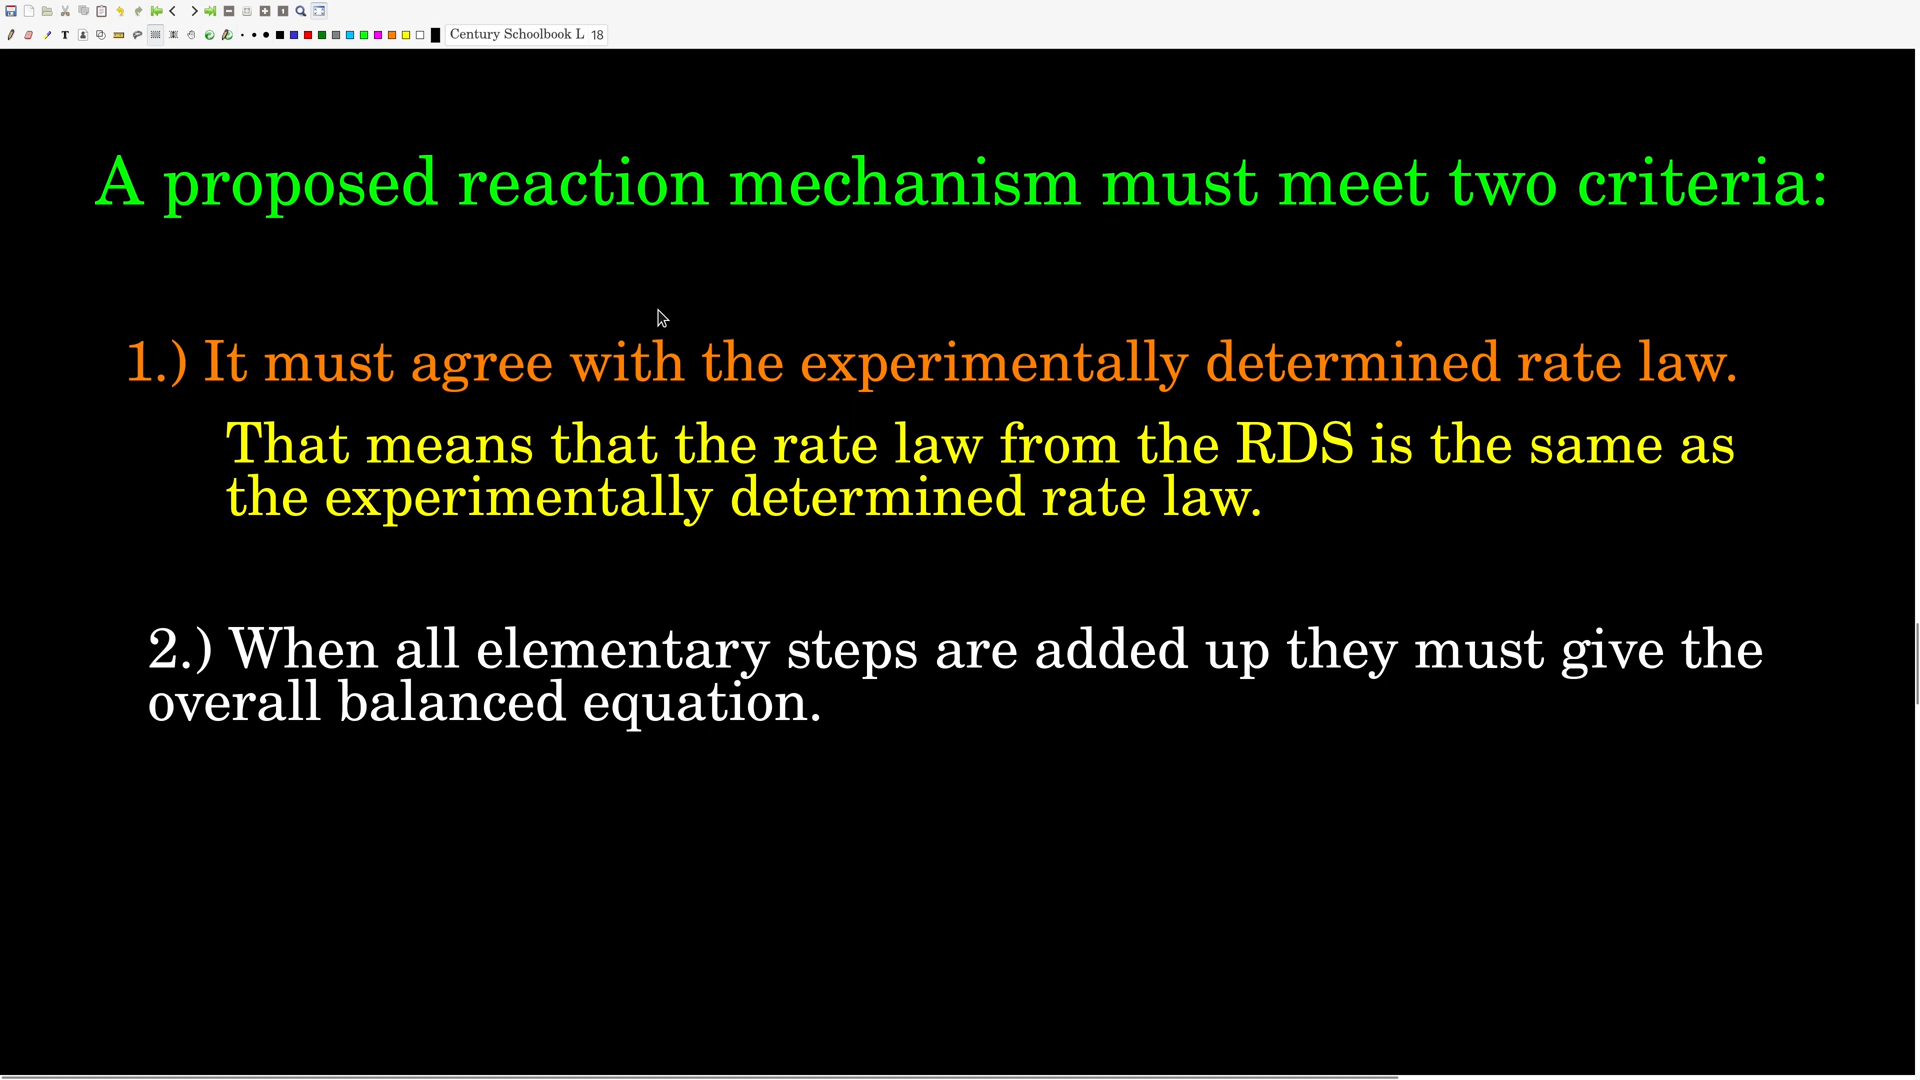 Century Schoolbook L 18
A proposed reaction mechanism must meet two criteria:
1.) It must agree with the experimentally determined rate law.
That means that the rate law from the RDS is the same as
the experimentally determined rate law.
2.) When all elementary steps are added up they must give the
overall balanced equation.